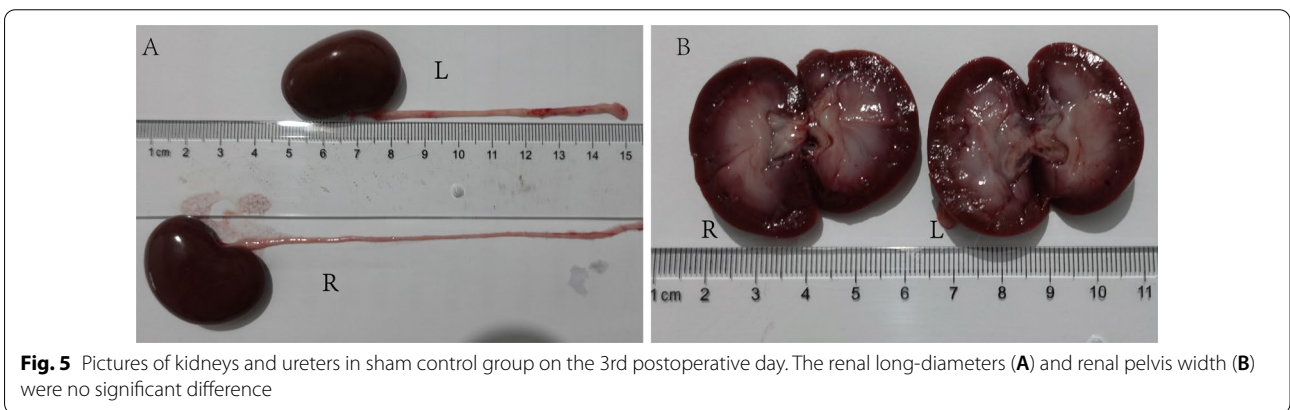 A
L
1cm 2 3 4 5 6 7 8 9 10 11 12 13 14 15
R
B
R
L
1cm 2 3 4 5 6 7 8 9 10 11
Fig. 5 Pictures of kidneys and ureters in sham control group on the 3rd postoperative day. The renal long-diameters (A) and renal pelvis width (B)
were no significant difference